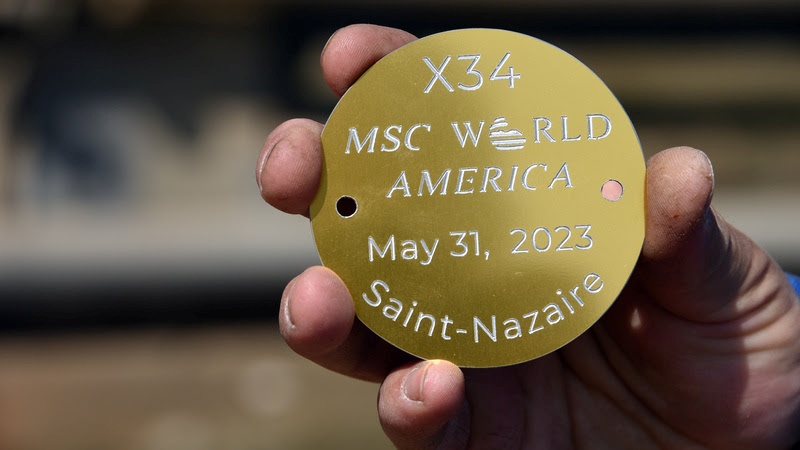 X34
MSC WORLD
AMERICA
May 31, 2023
Saint-Nazaire